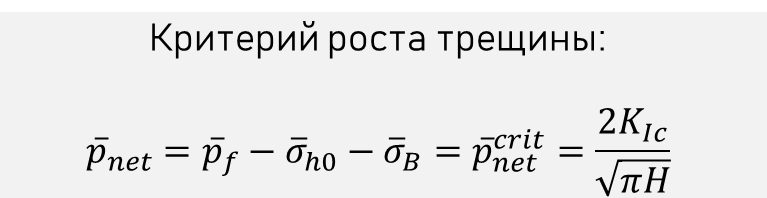 Критерий роста трещины:
p̄_net = p̄_f − σ̄_h0 − σ̄_B = p̄_net^crit = 2K_Ic / √(πH)